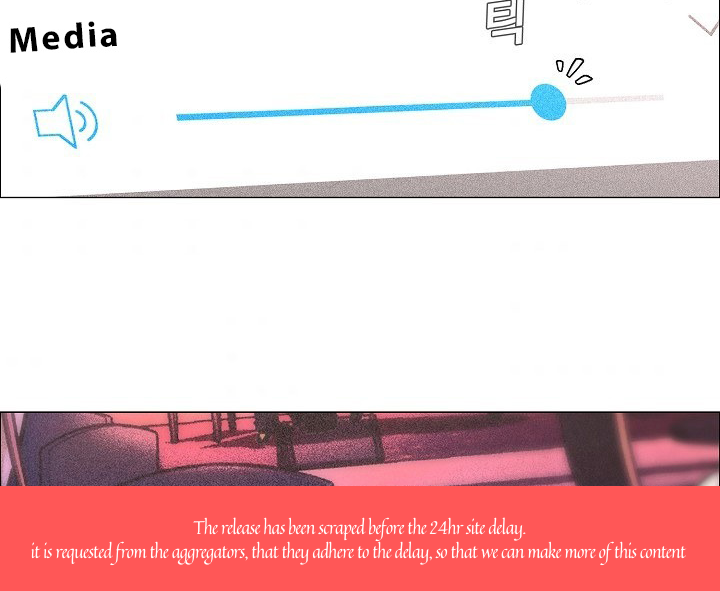 Media
틱
The release has been scraped before the 24hr site delay.
it is requested from the aggregators, that they adhere to the delay, so that we can make more of this content